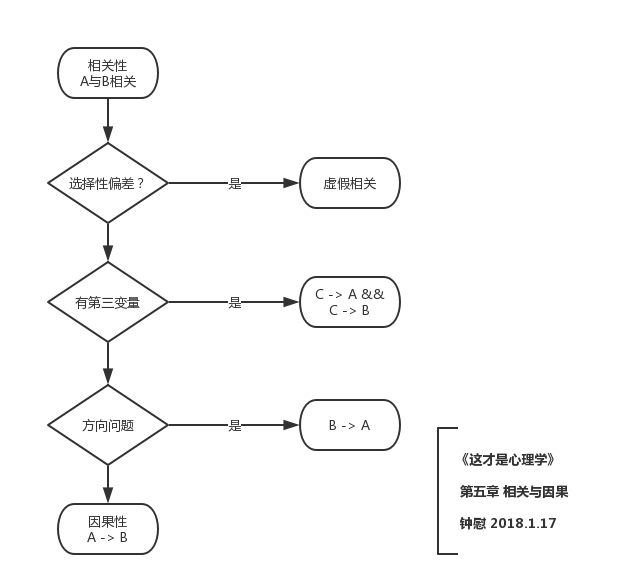 相关性
A与B相关
选择性偏差？
是
虚假相关
有第三变量
是
C -> A &&
C -> B
方向问题
是
B -> A
因果性
A -> B
《这才是心理学》
第五章 相关与因果
钟慰 2018.1.17